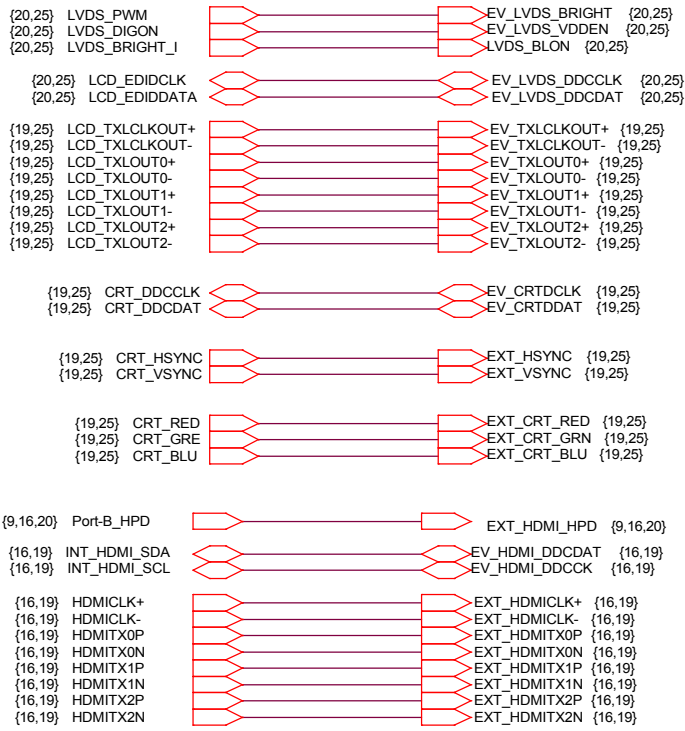 {20,25} LVDS_PWM EV_LVDS_BRIGHT {20,25}
{20,25} LVDS_DIGON EV_LVDS_VDDEN {20,25}
{20,25} LVDS_BRIGHT_I LVDS_BLON {20,25}
{20,25} LCD_EDIDCLK EV_LVDS_DDCCLK {20,25}
{20,25} LCD_EDIDDATA EV_LVDS_DDCDAT {20,25}
{19,25} LCD_TXLCLKOUT+ EV_TXLCLKOUT+ {19,25}
{19,25} LCD_TXLCLKOUT- EV_TXLCLKOUT- {19,25}
{19,25} LCD_TXLOUT0+ EV_TXLOUT0+ {19,25}
{19,25} LCD_TXLOUT0- EV_TXLOUT0- {19,25}
{19,25} LCD_TXLOUT1+ EV_TXLOUT1+ {19,25}
{19,25} LCD_TXLOUT1- EV_TXLOUT1- {19,25}
{19,25} LCD_TXLOUT2+ EV_TXLOUT2+ {19,25}
{19,25} LCD_TXLOUT2- EV_TXLOUT2- {19,25}
{19,25} CRT_DDCCLK EV_CRTDCLK {19,25}
{19,25} CRT_DDCDAT EV_CRTDDAT {19,25}
{19,25} CRT_HSYNC EXT_HSYNC {19,25}
{19,25} CRT_VSYNC EXT_VSYNC {19,25}
{19,25} CRT_RED EXT_CRT_RED {19,25}
{19,25} CRT_GRE EXT_CRT_GRN {19,25}
{19,25} CRT_BLU EXT_CRT_BLU {19,25}
{9,16,20} Port-B_HPD EXT_HDMI_HPD {9,16,20}
{16,19} INT_HDMI_SDA EV_HDMI_DDCDAT {16,19}
{16,19} INT_HDMI_SCL EV_HDMI_DDCCK {16,19}
{16,19} HDMICLK+ EXT_HDMICLK+ {16,19}
{16,19} HDMICLK- EXT_HDMICLK- {16,19}
{16,19} HDMITX0P EXT_HDMITX0P {16,19}
{16,19} HDMITX0N EXT_HDMITX0N {16,19}
{16,19} HDMITX1P EXT_HDMITX1P {16,19}
{16,19} HDMITX1N EXT_HDMITX1N {16,19}
{16,19} HDMITX2P EXT_HDMITX2P {16,19}
{16,19} HDMITX2N EXT_HDMITX2N {16,19}